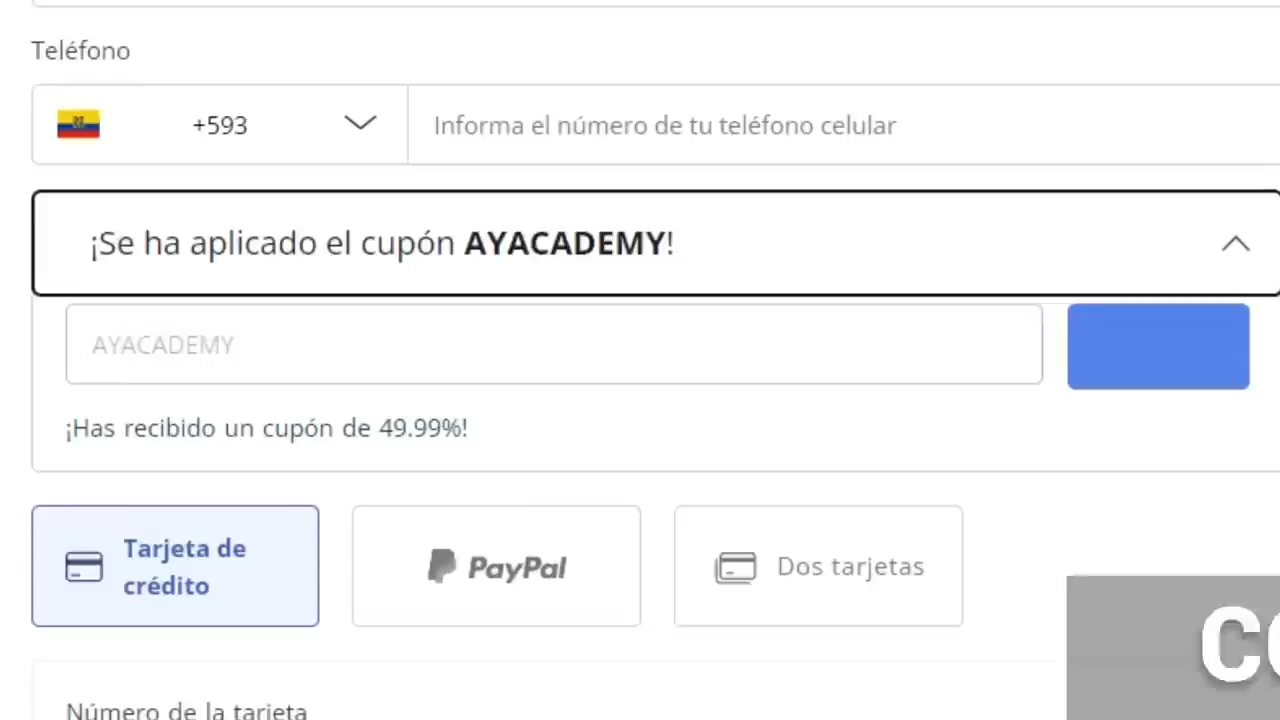 Teléfono
+593
Informa el número de tu teléfono celular
¡Se ha aplicado el cupón AYACADEMY!
AYACADEMY
¡Has recibido un cupón de 49.99%!
Tarjeta de
crédito
PayPal
Dos tarjetas
Número de la tarjeta